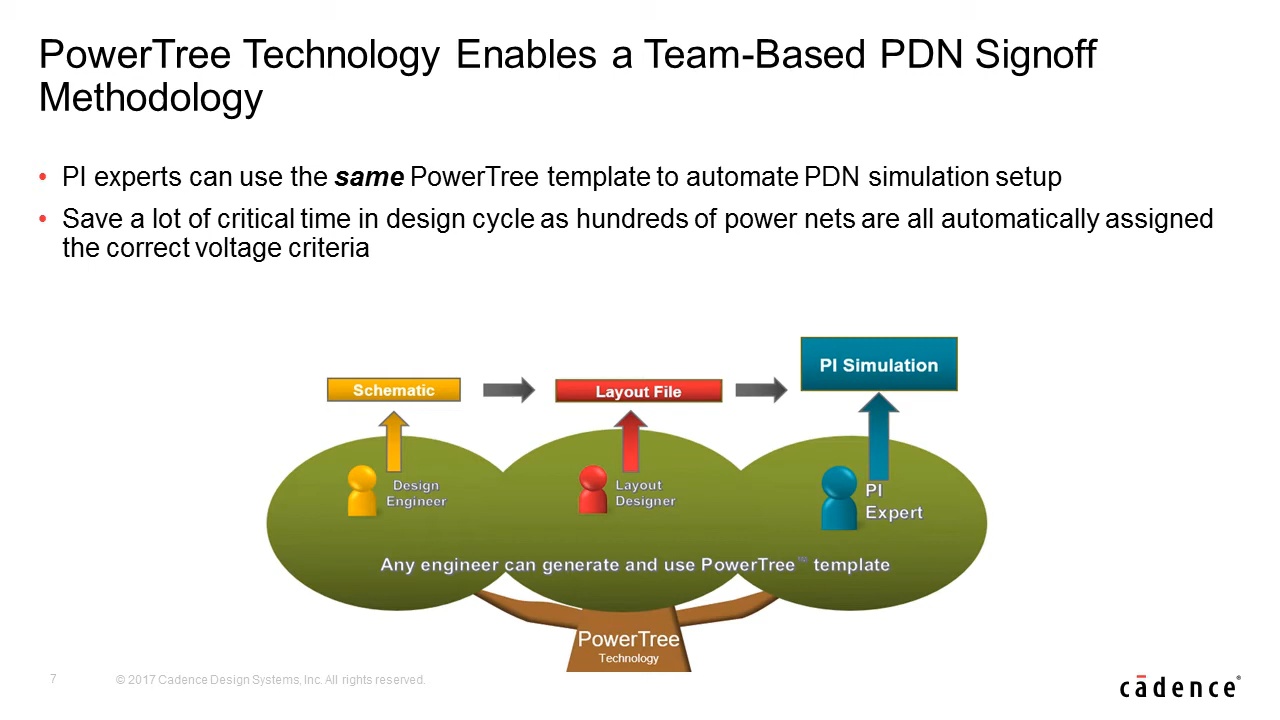 PowerTree Technology Enables a Team-Based PDN Signoff
Methodology
• PI experts can use the same PowerTree template to automate PDN simulation setup
• Save a lot of critical time in design cycle as hundreds of power nets are all automatically assigned
the correct voltage criteria
Schematic
Layout File
PI Simulation
Design
Engineer
Layout
Designer
PI
Expert
Any engineer can generate and use PowerTree™ template
PowerTree
Technology
7
© 2017 Cadence Design Systems, Inc. All rights reserved.
cādence®